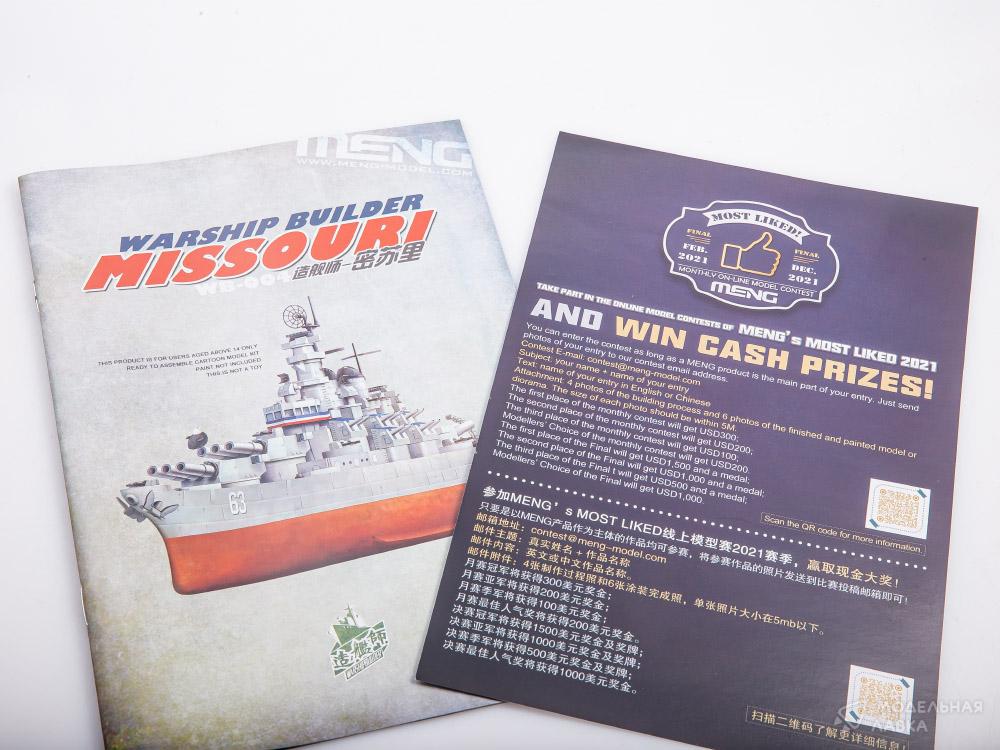 MENG
WWW.MENG-MODEL.COM
WARSHIP BUILDER
MISSOURI
WB-004 造舰师—密苏里
THIS PRODUCT IS FOR USERS AGED ABOVE 14 ONLY
READY TO ASSEMBLE CARTOON MODEL KIT
PAINT NOT INCLUDED
THIS IS NOT A TOY
63
造艦師
WARSHIP BUILDER
MOST LIKED!
FINAL
FEB.
2021
FINAL
DEC.
2021
MONTHLY ON-LINE MODEL CONTEST
MENG
TAKE PART IN THE ONLINE MODEL CONTESTS OF MENG's MOST LIKED 2021
AND WIN CASH PRIZES!
You can enter the contest as long as a MENG product is the main part of your entry. Just send
photos of your entry to our contest email address.
Contest E-mail: contest@meng-model.com
Subject: your name + name of your entry
Text: name of your entry in English or Chinese
Attachment: 4 photos of the building process and 6 photos of the finished and painted model or
diorama. The size of each photo should be within 5M.
The first place of the monthly contest will get USD300;
The second place of the monthly contest will get USD200;
The third place of the monthly contest will get USD100;
Modellers' Choice of the monthly contest will get USD200.
The first place of the Final will get USD1,500 and a medal;
The second place of the Final will get USD1,000 and a medal;
The third place of the Final t will get USD500 and a medal;
Modellers' Choice of the Final will get USD1,000.
Scan the QR code for more information.
参加MENG's MOST LIKED线上模型赛2021赛季，赢取现金大奖！
只要是以MENG产品作为主体的作品均可参赛，将参赛作品的照片发送到比赛投稿邮箱即可！
邮箱地址：contest@meng-model.com
邮件主题：真实姓名＋作品名称
邮件内容：英文或中文作品名称。
邮件附件：4张制作过程照和6张涂装完成照，单张照片大小在5mb以下。
月赛冠军将获得300美元奖金；
月赛亚军将获得200美元奖金；
月赛季军将获得100美元奖金；
月赛最佳人气奖将获得200美元奖金。
决赛冠军将获得1500美元奖金及奖牌；
决赛亚军将获得1000美元奖金及奖牌；
决赛季军将获得500美元奖金及奖牌；
决赛最佳人气奖将获得1000美元奖金。
扫描二维码了解更详细信息！
МОДЕЛЬНАЯ
ЛАВКА